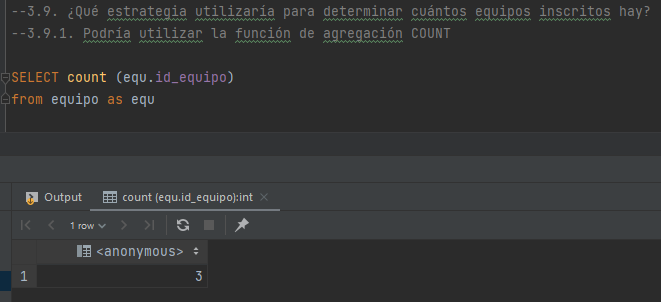 --3.9. ¿Qué estrategia utilizaría para determinar cuántos equipos inscritos hay?
--3.9.1. Podría utilizar la función de agregación COUNT
SELECT count (equ.id_equipo)
from equipo as equ
Output
count (equ.id_equipo):int
1 row
<anonymous>
1 3